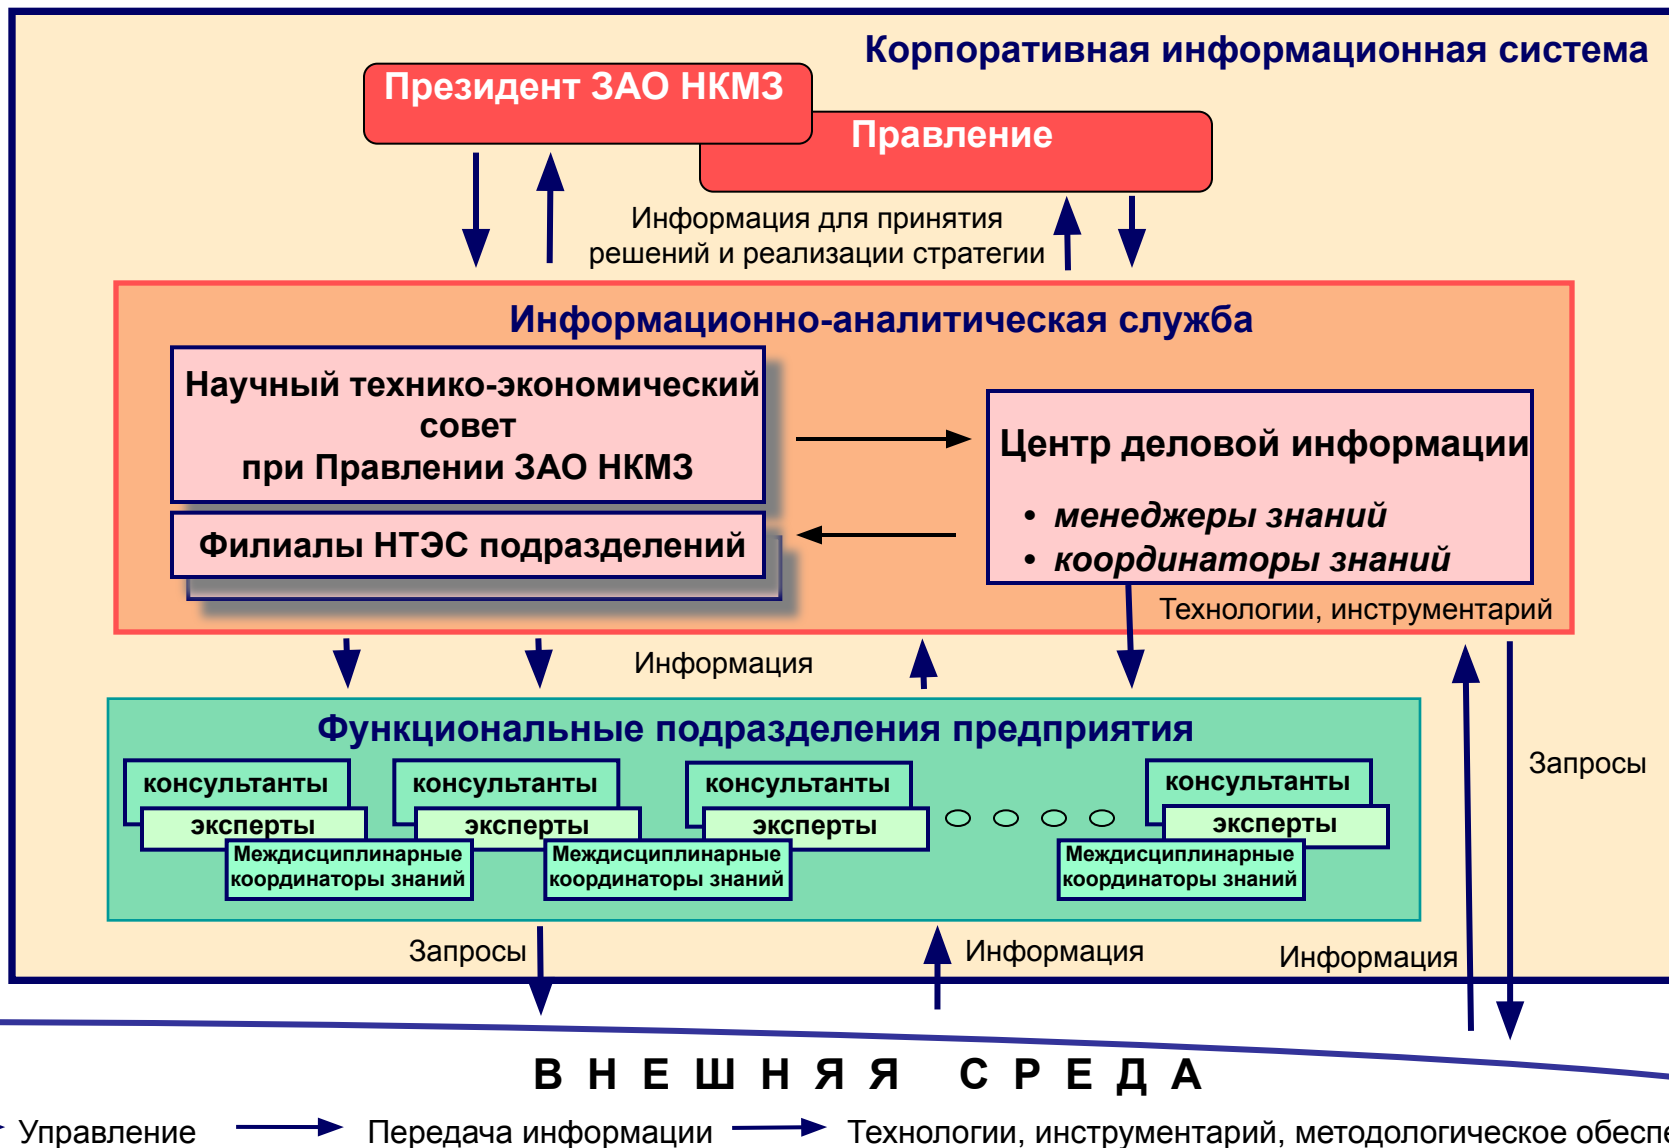 Корпоративная информационная система
Президент ЗАО НКМЗ
Правление
Информация для принятия
решений и реализации стратегии
Информационно-аналитическая служба
Научный технико-экономический
совет
при Правлении ЗАО НКМЗ
Филиалы НТЭС подразделений
Центр деловой информации
• менеджеры знаний
• координаторы знаний
Технологии, инструментарий
Информация
Функциональные подразделения предприятия
консультанты
эксперты
Междисциплинарные
координаторы знаний
консультанты
эксперты
Междисциплинарные
координаторы знаний
консультанты
эксперты
консультанты
эксперты
Междисциплинарные
координаторы знаний
Запросы
Запросы
Информация
Информация
ВНЕШНЯЯ СРЕДА
Управление
Передача информации
Технологии, инструментарий, методологическое обеспе